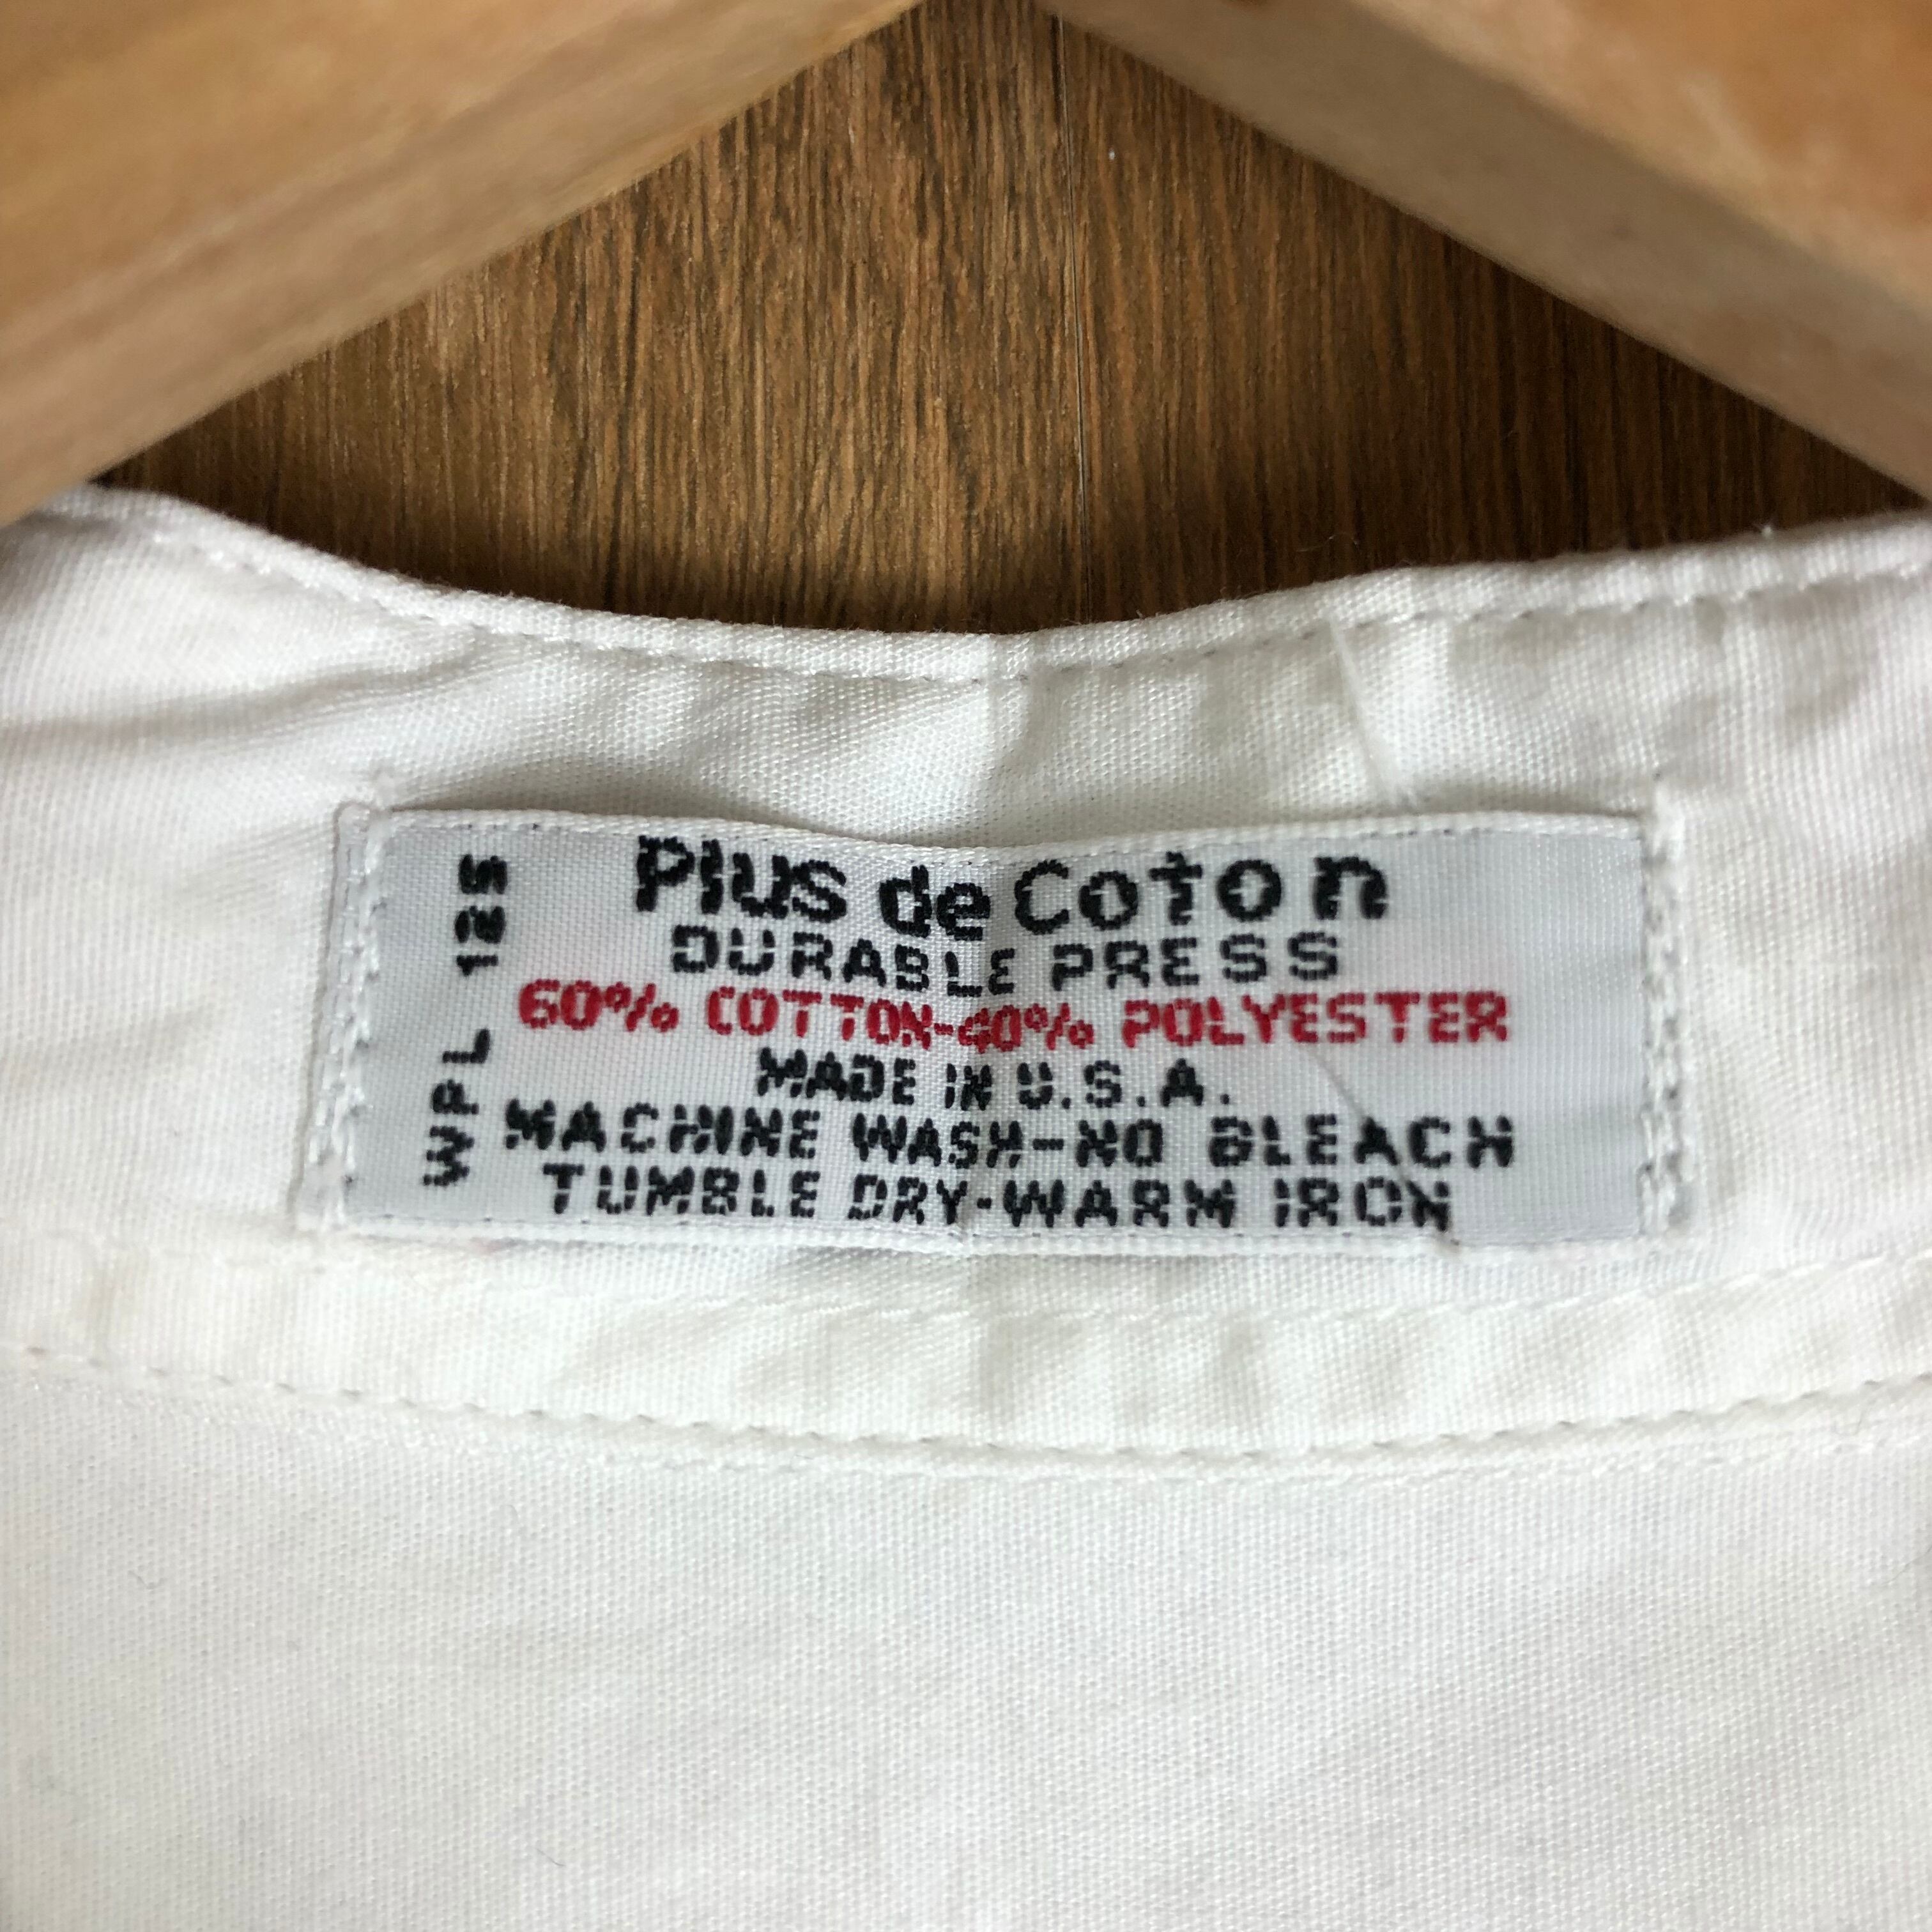 Plus de Coton
DURABLE PRESS
60% COTTON-40% POLYESTER
MADE IN U.S.A.
MACHINE WASH-NO BLEACH
TUMBLE DRY-WARM IRON
WPL 125